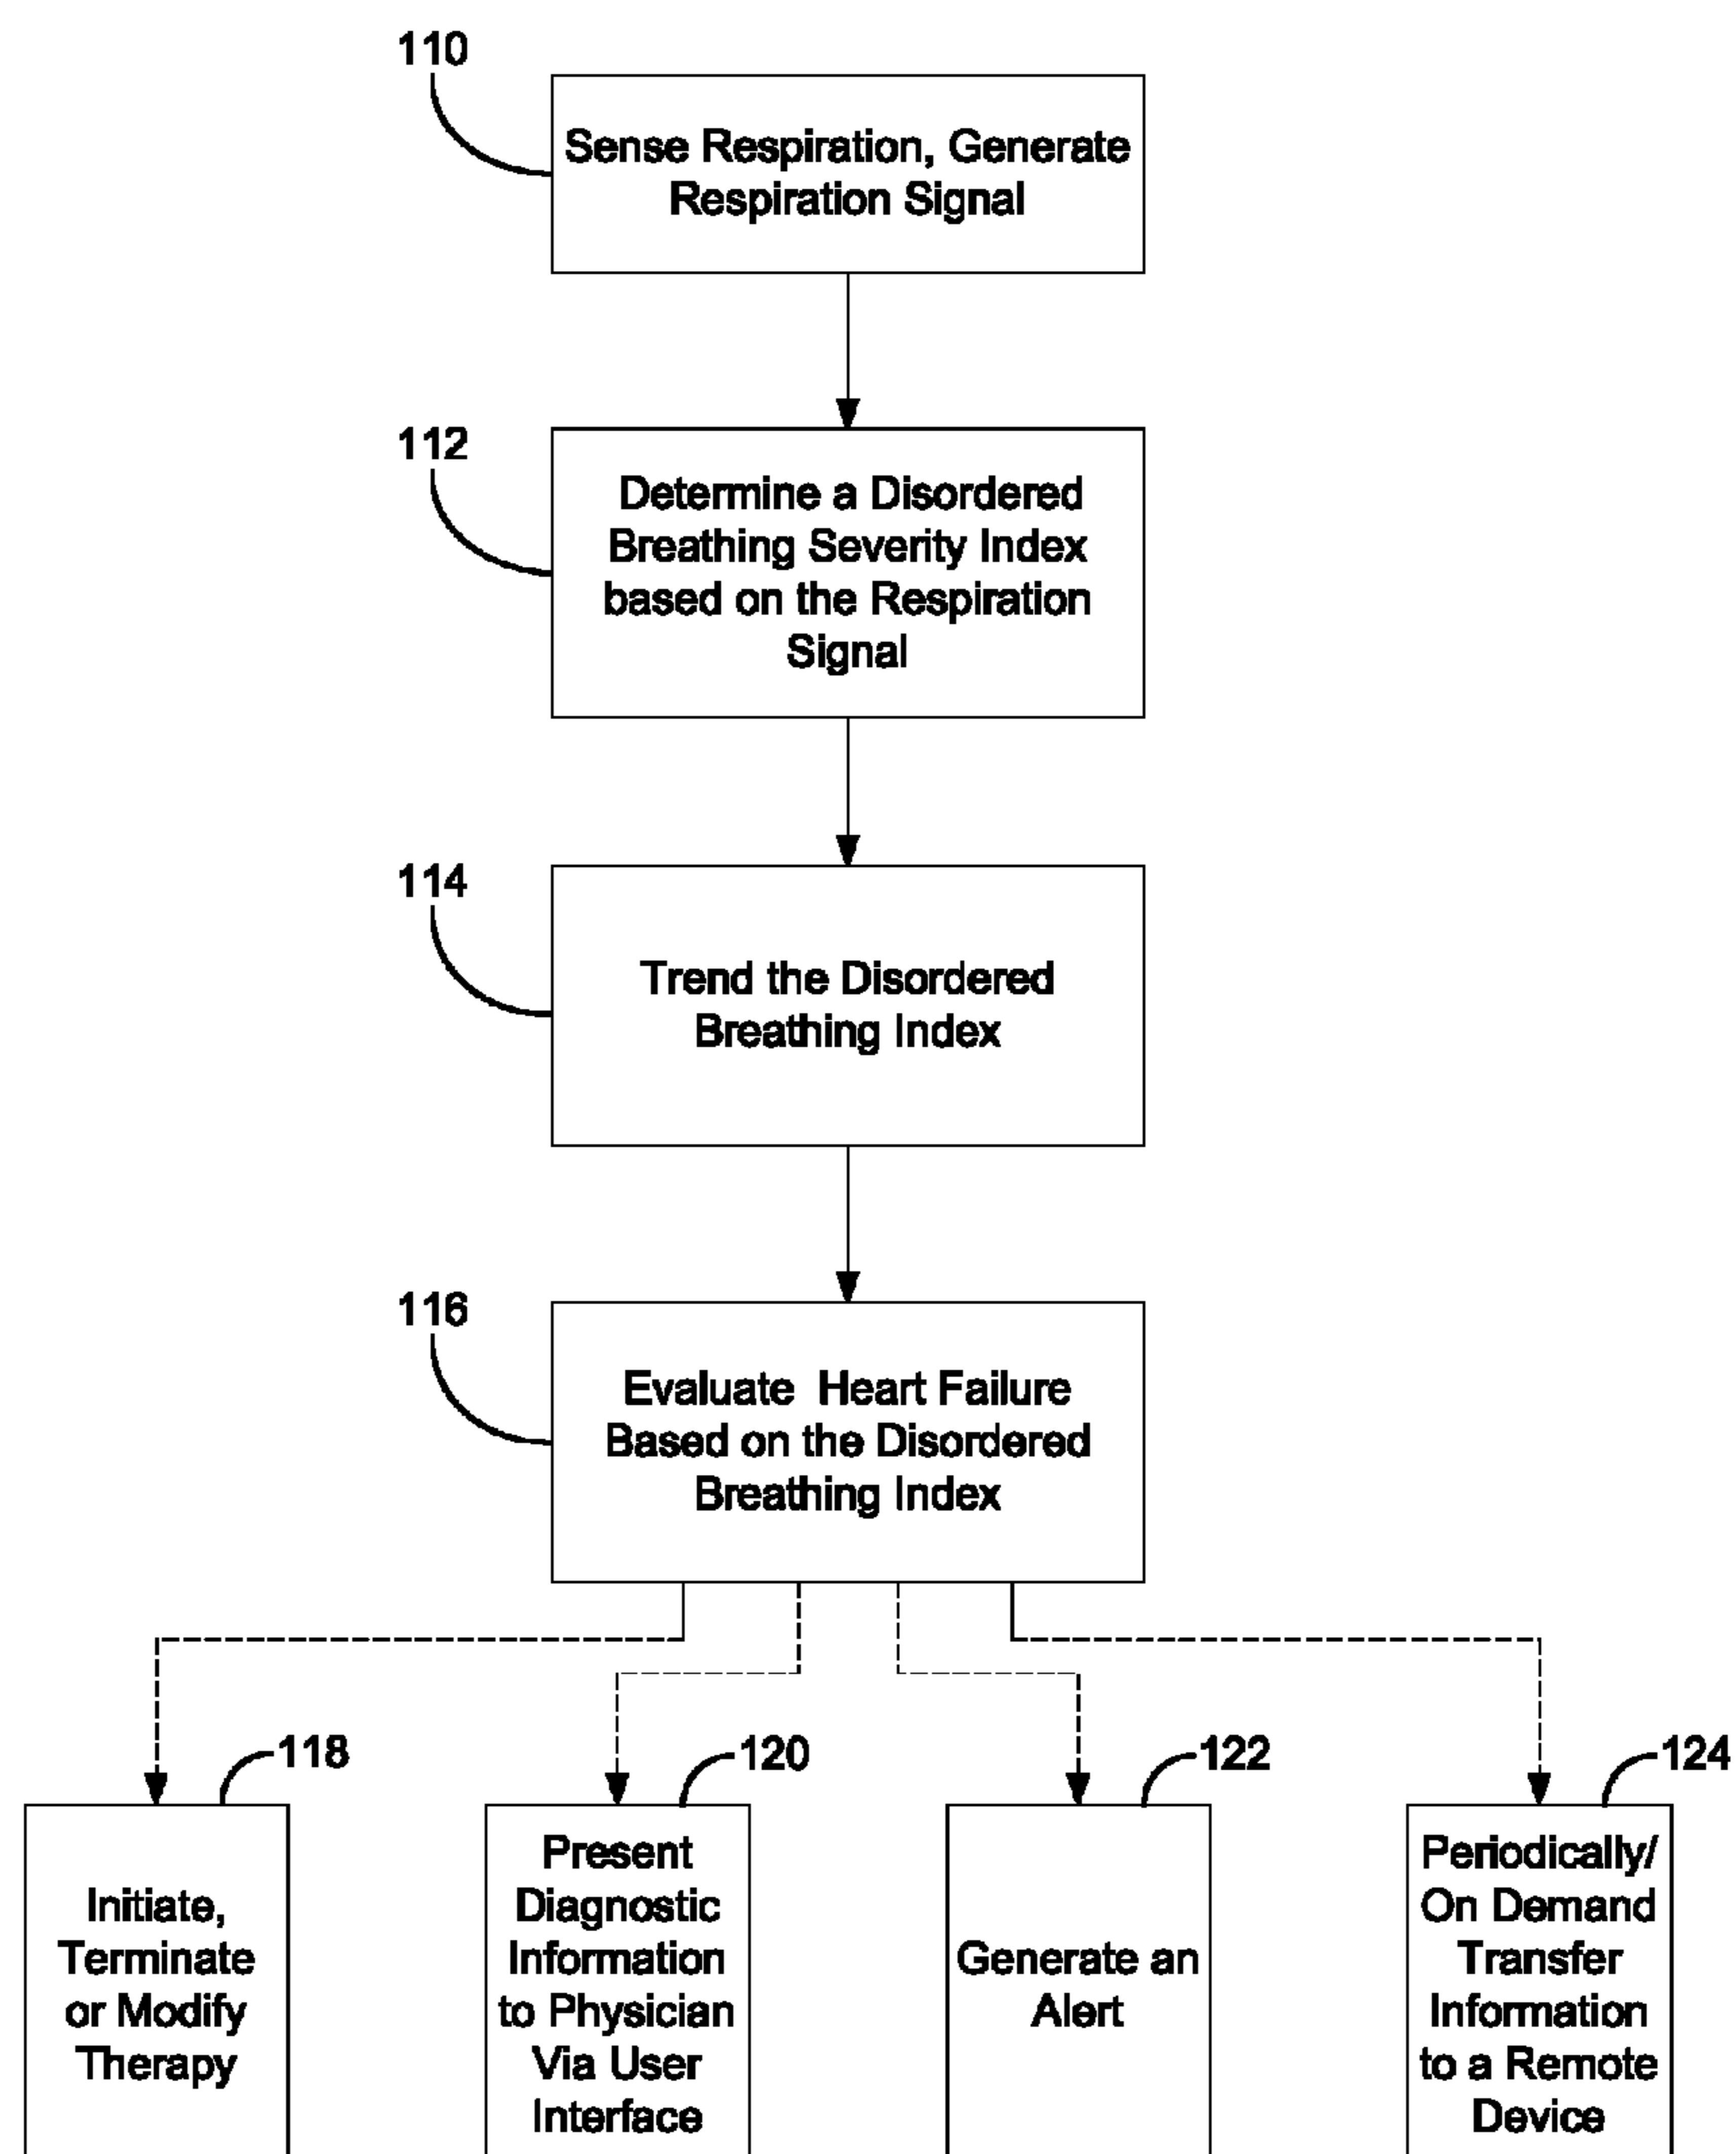 110
Sense Respiration, Generate
Respiration Signal
112
Determine a Disordered
Breathing Severity Index
based on the Respiration
Signal
114
Trend the Disordered
Breathing Index
116
Evaluate Heart Failure
Based on the Disordered
Breathing Index
118
Initiate,
Terminate
or Modify
Therapy
120
Present
Diagnostic
Information
to Physician
Via User
Interface
122
Generate an
Alert
124
Periodically/
On Demand
Transfer
Information
to a Remote
Device